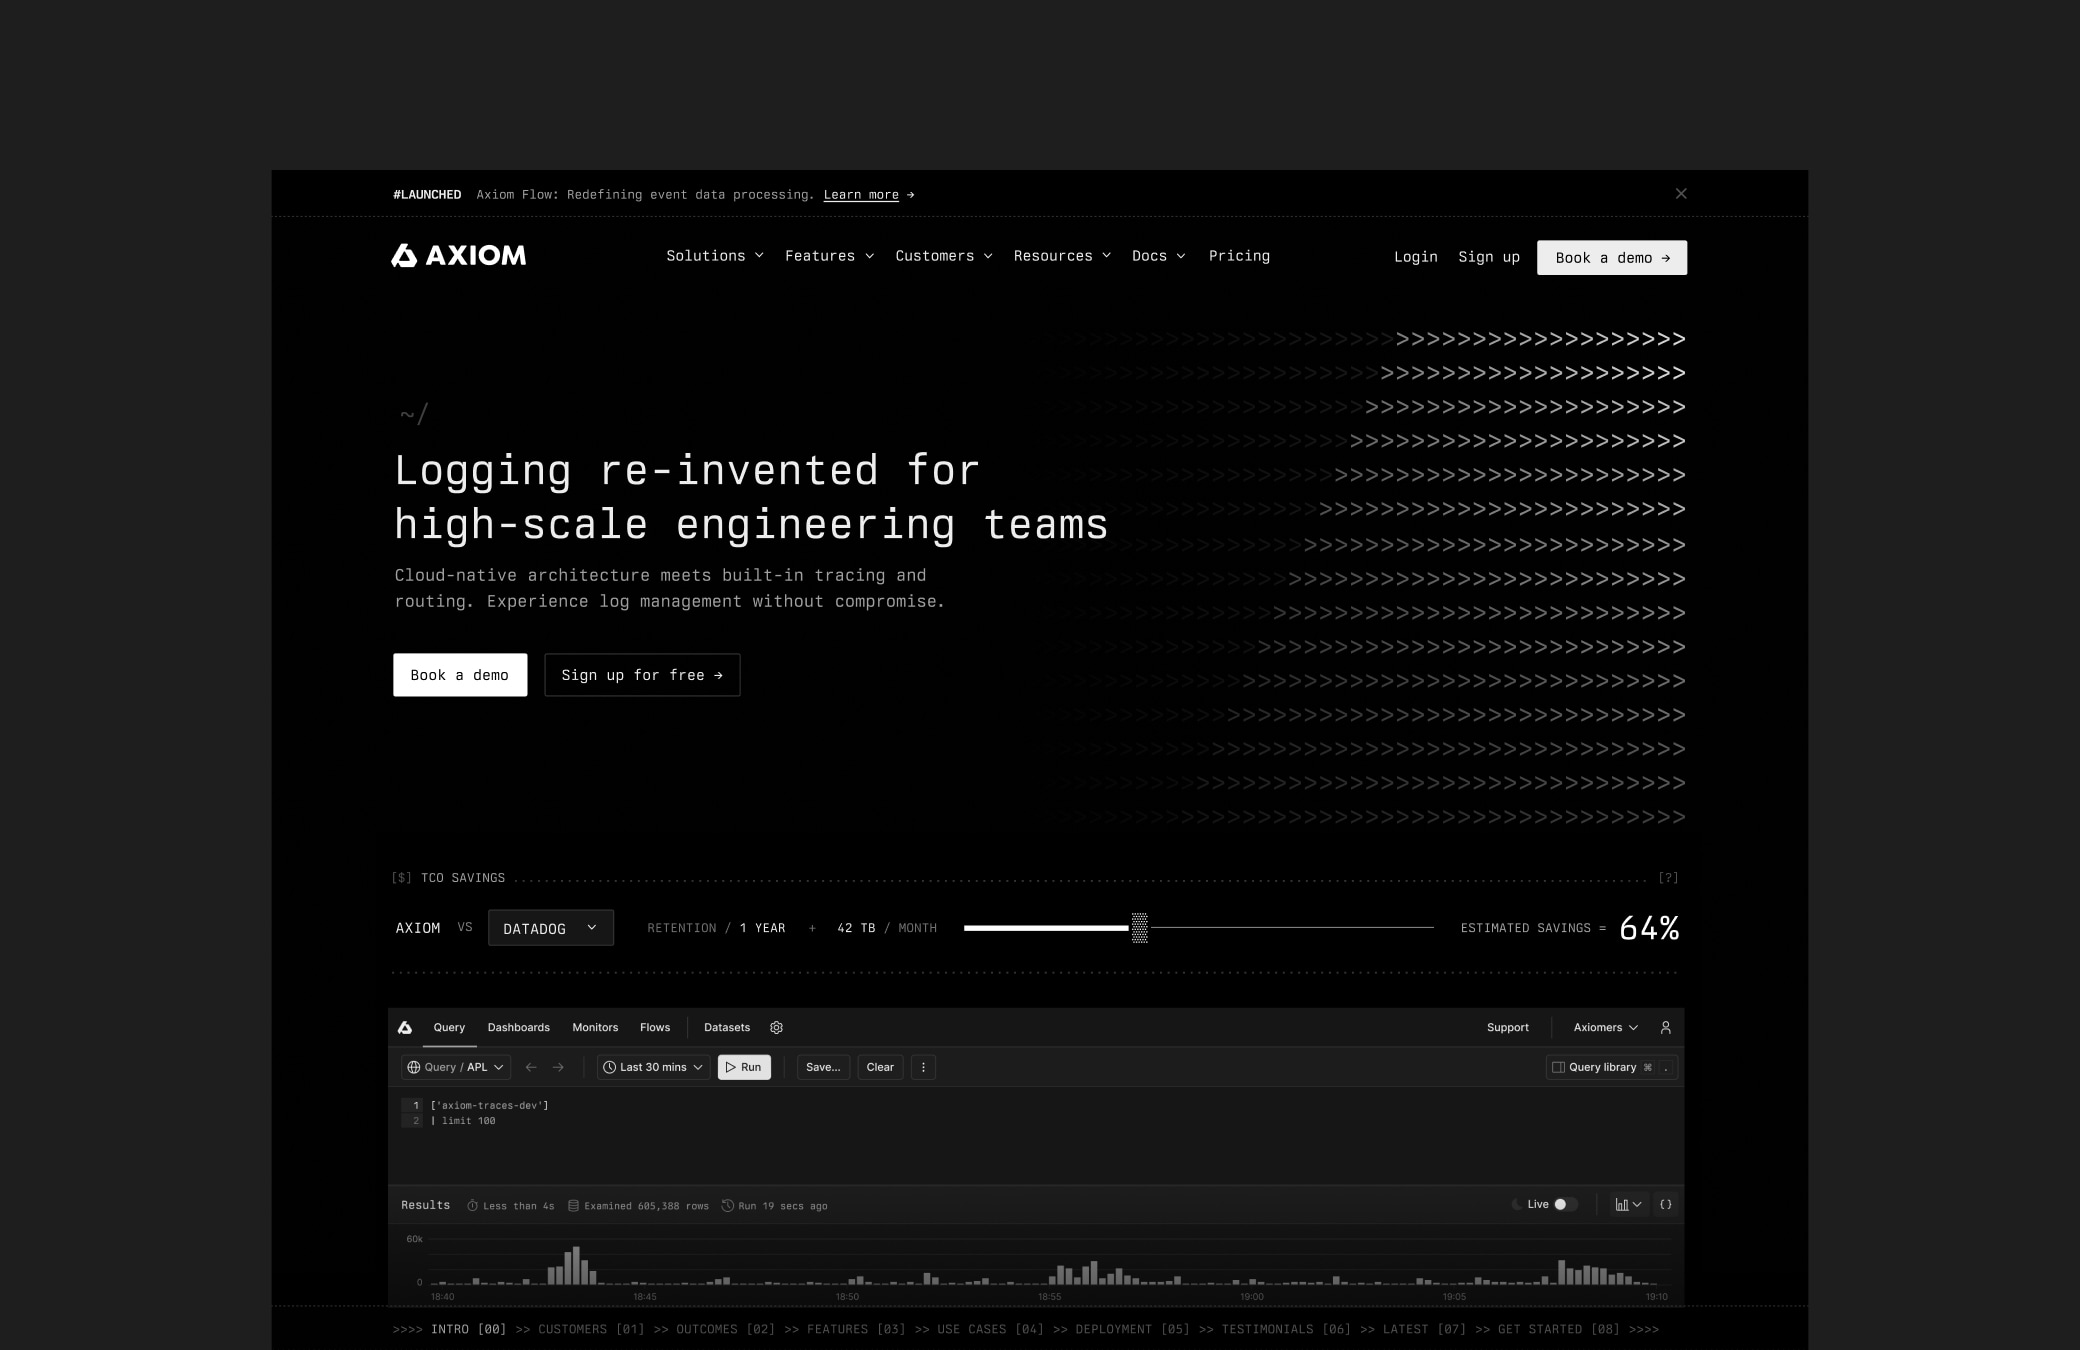 #LAUNCHED Axiom Flow: Redefining event data processing. Learn more →
AXIOM Solutions Features Customers Resources Docs Pricing Login Sign up Book a demo →
~/
Logging re-invented for
high-scale engineering teams
Cloud-native architecture meets built-in tracing and
routing. Experience log management without compromise.
Book a demo Sign up for free →
[$] TCO SAVINGS [?]
AXIOM VS DATADOG RETENTION / 1 YEAR + 42 TB / MONTH ESTIMATED SAVINGS = 64%
Query Dashboards Monitors Flows Datasets Support Axiomers
Query / APL ← → Last 30 mins Run Save... Clear Query library ⌘ .
1 ['axiom-traces-dev']
2 | limit 100
Results Less than 4s Examined 605,388 rows Run 19 secs ago Live {}
60k
0
18:40 18:45 18:50 18:55 19:00 19:05 19:10
>>>> INTRO [00] >> CUSTOMERS [01] >> OUTCOMES [02] >> FEATURES [03] >> USE CASES [04] >> DEPLOYMENT [05] >> TESTIMONIALS [06] >> LATEST [07] >> GET STARTED [08] >>>>